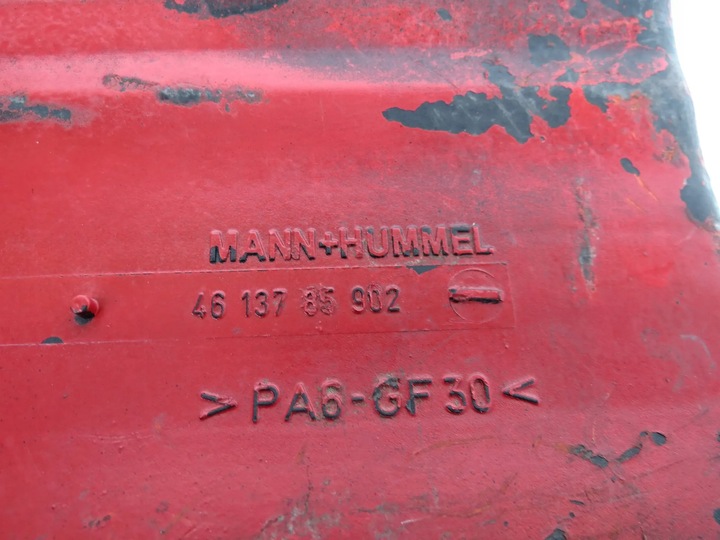 MANN+HUMMEL
46 137 85 902
>PA6-GF30<